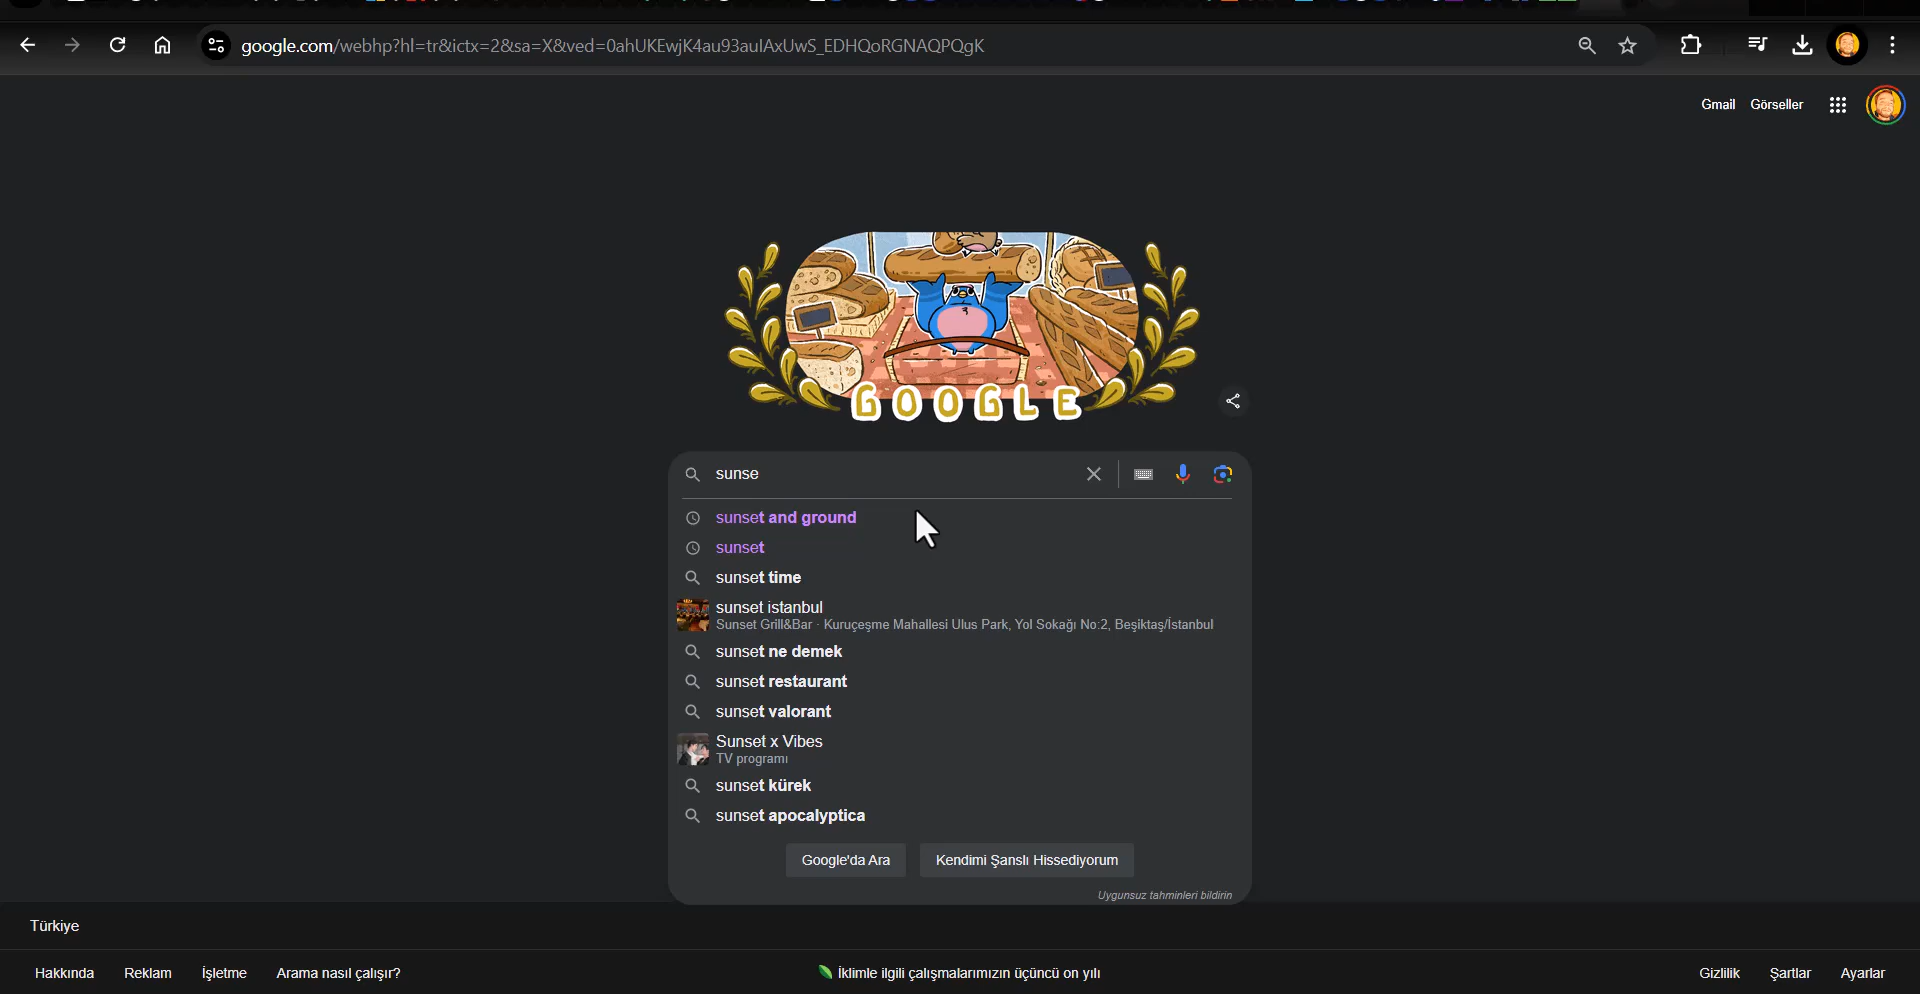 google.com/webhp?hl=tr&ictx=2&sa=X&ved=0ahUKEwjK4au93aulAxUwS_EDHQoRGNAQPQgK
Gmail Görseller
GOOGLE
sunse
sunset and ground
sunset
sunset time
sunset istanbul
Sunset Grill&Bar · Kuruçeşme Mahallesi Ulus Park, Yol Sokağı No:2, Beşiktaş/İstanbul
sunset ne demek
sunset restaurant
sunset valorant
Sunset x Vibes
TV programı
sunset kürek
sunset apocalyptica
Google'da Ara Kendimi Şanslı Hissediyorum
Uygunsuz tahminleri bildirin
Türkiye
Hakkında Reklam İşletme Arama nasıl çalışır? İklimle ilgili çalışmalarımızın üçüncü on yılı Gizlilik Şartlar Ayarlar